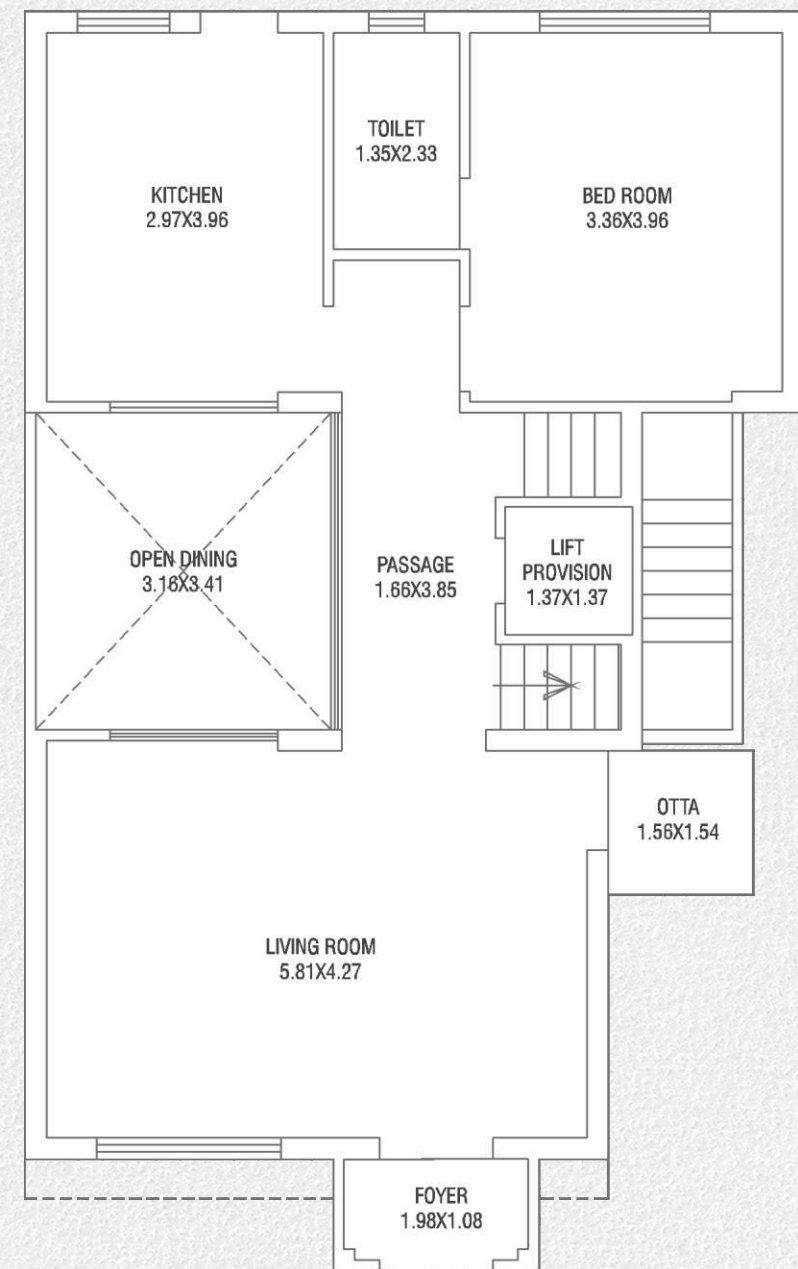 TOILET
1.35X2.33
KITCHEN
2.97X3.96
BED ROOM
3.36X3.96
OPEN DINING
3.16X3.41
PASSAGE
1.66X3.85
LIFT
PROVISION
1.37X1.37
OTTA
1.56X1.54
LIVING ROOM
5.81X4.27
FOYER
1.98X1.08